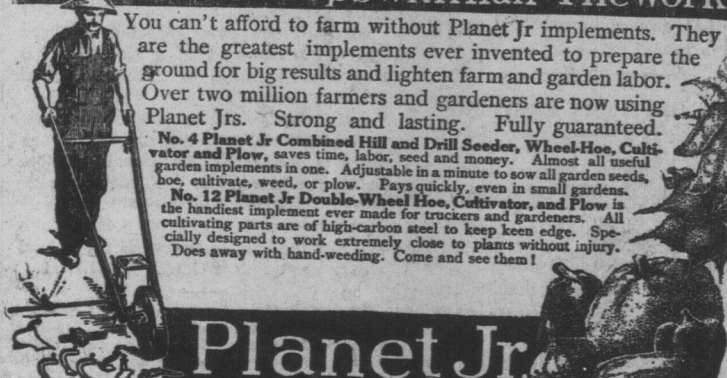 You can't afford to farm without Planet Jr implements. They
are the greatest implements ever invented to prepare the
ground for big results and lighten farm and garden labor.
Over two million farmers and gardeners are now using
Planet Jrs. Strong and lasting. Fully guaranteed.
No. 4 Planet Jr Combined Hill and Drill Seeder, Wheel-Hoe, Culti-
vator and Plow, saves time, labor, seed and money. Almost all useful
garden implements in one. Adjustable in a minute to sow all garden seeds,
hoe, cultivate, weed, or plow. Pays quickly, even in small gardens.
No. 12 Planet Jr Double-Wheel Hoe, Cultivator, and Plow is
the handiest implement ever made for truckers and gardeners. All
cultivating parts are of high-carbon steel to keep keen edge. Spe-
cially designed to work extremely close to plants without injury.
Does away with hand-weeding. Come and see them!
Planet Jr.